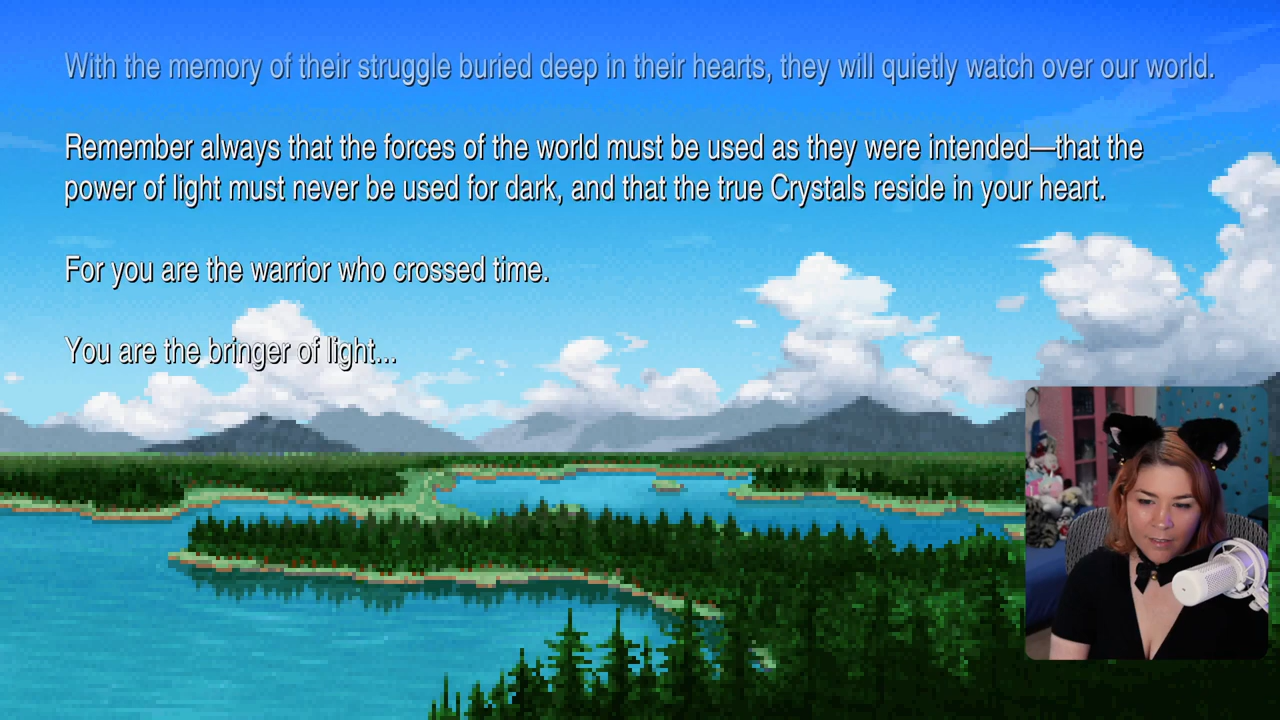 With the memory of their struggle buried deep in their hearts, they will quietly watch over our world.
Remember always that the forces of the world must be used as they were intended—that the
power of light must never be used for dark, and that the true Crystals reside in your heart.
For you are the warrior who crossed time.
You are the bringer of light...